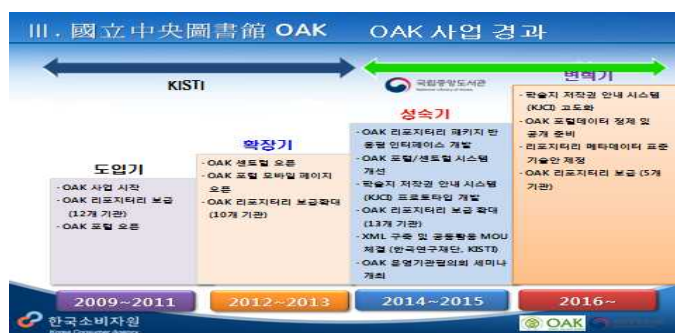 III. 國立中央圖書館 OAK
OAK 사업 경과
KISTI
국립중앙도서관
변혁기
- 학술지 저작권 안내 시스템
(KJCI) 고도화
- OAK 포털데이터 정제 및
공개 준비
- 리포지터리 메타데이터 표준
기술안 제정
- OAK 리포지터리 보급 (5개
기관)
성숙기
- OAK 리포지터리 패키지 반
응형 인터페이스 개발
- OAK 포털/센트럴 시스템
개선
- 학술지 저작권 안내 시스템
(KJCI) 프로토타입 개발
- OAK 리포지터리 보급 확대
(13개 기관)
- XML 구축 및 공동활용 MOU
체결 (한국연구재단, KISTI)
- OAK 운영기관협의회 세미나
개최
확장기
- OAK 센트럴 오픈
- OAK 포털 모바일 페이지
오픈
- OAK 리포지터리 보급확대
(10개 기관)
도입기
- OAK 사업 시작
- OAK 리포지터리 보급
(12개 기관)
- OAK 포털 오픈
2009~2011
2012~2013
2014~2015
2016~
한국소비자원
Korea Consumer Agency
OAK